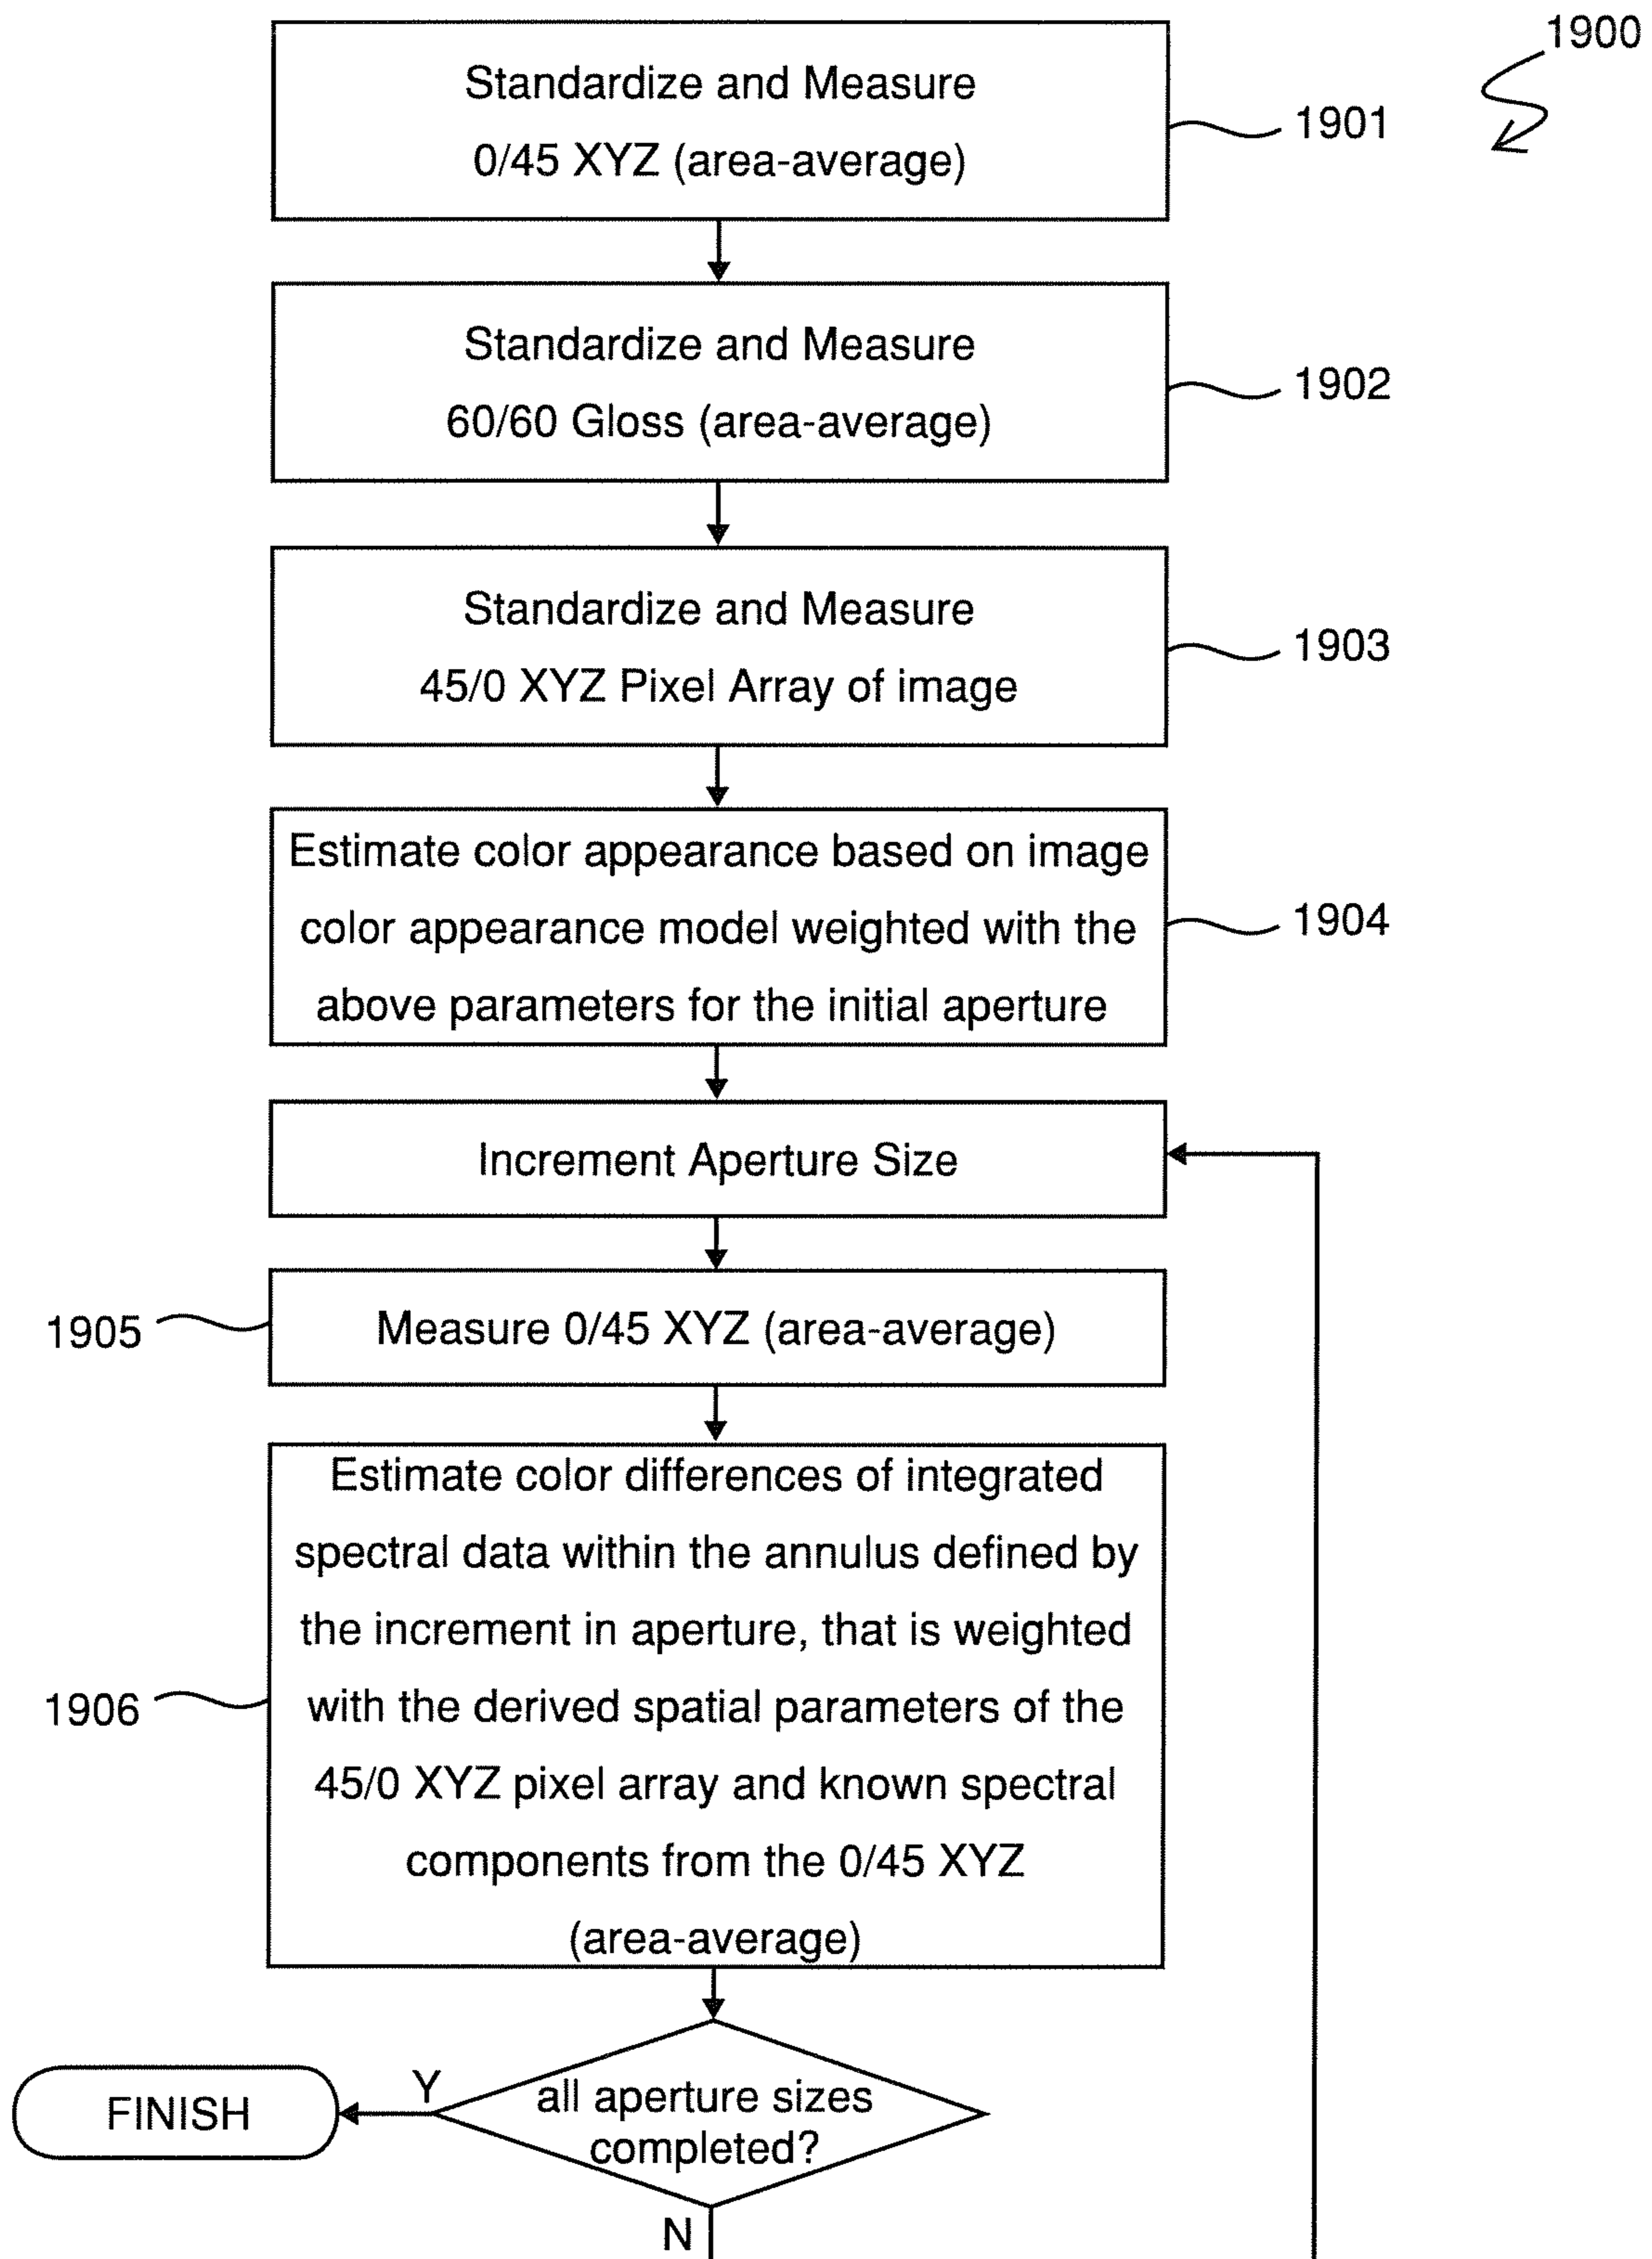 1900
Standardize and Measure
0/45 XYZ (area-average)
1901
Standardize and Measure
60/60 Gloss (area-average)
1902
Standardize and Measure
45/0 XYZ Pixel Array of image
1903
Estimate color appearance based on image
color appearance model weighted with the
above parameters for the initial aperture
1904
Increment Aperture Size
Measure 0/45 XYZ (area-average)
1905
Estimate color differences of integrated
spectral data within the annulus defined by
the increment in aperture, that is weighted
with the derived spatial parameters of the
45/0 XYZ pixel array and known spectral
components from the 0/45 XYZ
(area-average)
1906
all aperture sizes
completed?
Y
FINISH
N